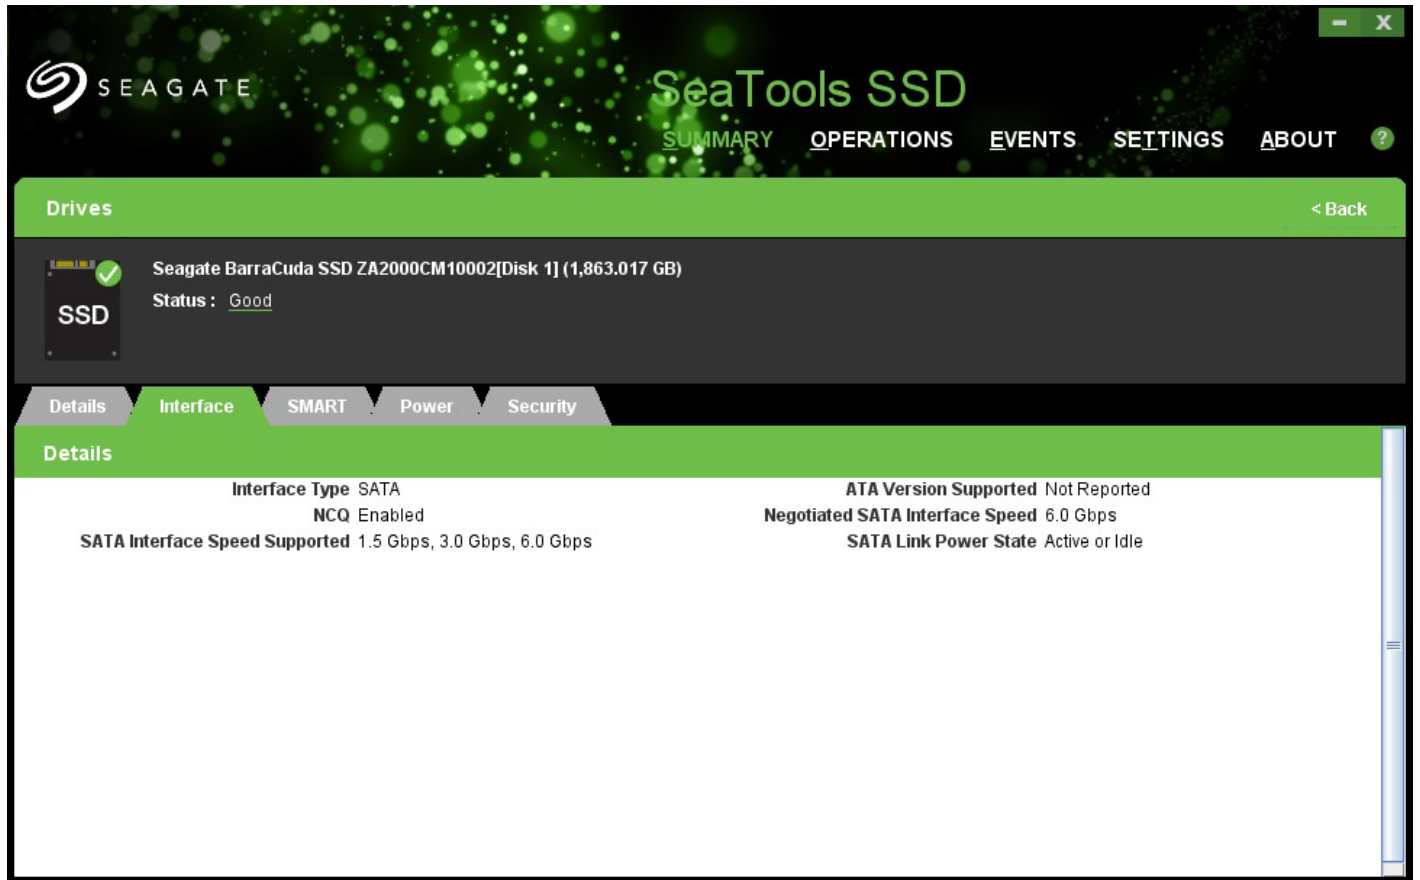 SEAGATE
SeaTools SSD
SUMMARY OPERATIONS EVENTS SETTINGS ABOUT ?
Drives < Back
Seagate BarraCuda SSD ZA2000CM10002[Disk 1] (1,863.017 GB)
Status : Good
SSD
Details Interface SMART Power Security
Details
Interface Type SATA ATA Version Supported Not Reported
NCQ Enabled Negotiated SATA Interface Speed 6.0 Gbps
SATA Interface Speed Supported 1.5 Gbps, 3.0 Gbps, 6.0 Gbps SATA Link Power State Active or Idle